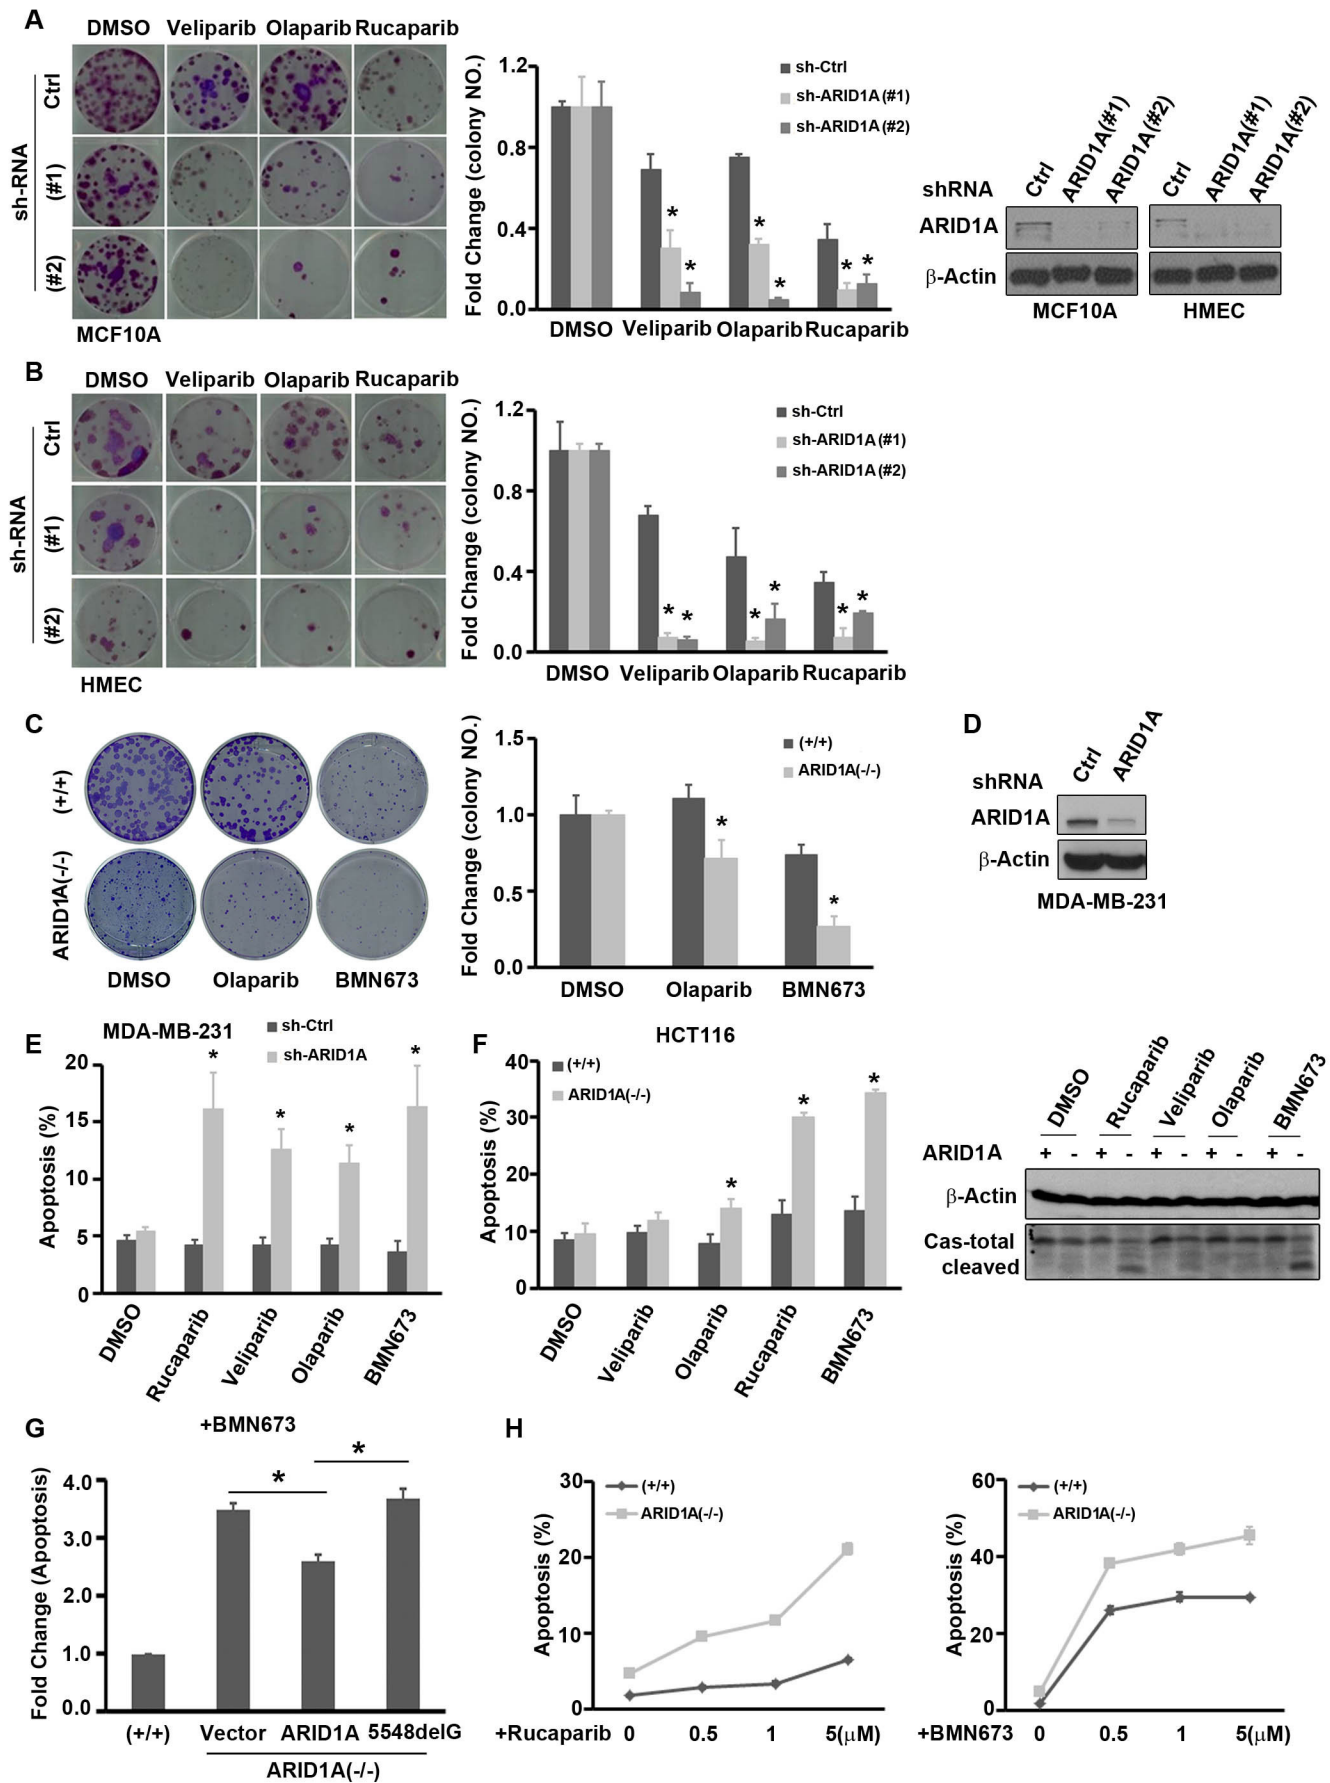 A
DMSO Veliparib Olaparib Rucaparib
sh-RNA
Ctrl
(#1)
(#2)
MCF10A
Fold Change (colony NO.)
1.2
0.8
0.4
0.0
sh-Ctrl
sh-ARID1A(#1)
sh-ARID1A(#2)
* * * * * *
DMSO Veliparib Olaparib Rucaparib
shRNA
Ctrl ARID1A(#1) ARID1A(#2) Ctrl ARID1A(#1) ARID1A(#2)
ARID1A
β-Actin
MCF10A HMEC
B
DMSO Veliparib Olaparib Rucaparib
sh-RNA
Ctrl
(#1)
(#2)
HMEC
Fold Change (colony NO.)
1.2
0.8
0.4
0.0
sh-Ctrl
sh-ARID1A(#1)
sh-ARID1A(#2)
* * * * * *
DMSO Veliparib Olaparib Rucaparib
C
(+/+)
ARID1A(-/-)
DMSO Olaparib BMN673
Fold Change (colony NO.)
1.5
1.0
0.5
0.0
(+/+)
ARID1A(-/-)
* *
DMSO Olaparib BMN673
D
shRNA
Ctrl ARID1A
ARID1A
β-Actin
MDA-MB-231
E
MDA-MB-231
sh-Ctrl
sh-ARID1A
Apoptosis (%)
20
15
10
5
0
* * * *
DMSO Rucaparib Veliparib Olaparib BMN673
F
HCT116
(+/+)
ARID1A(-/-)
Apoptosis (%)
40
30
20
10
0
* * *
DMSO Veliparib Olaparib Rucaparib BMN673
DMSO Rucaparib Veliparib Olaparib BMN673
ARID1A + - + - + - + - + -
β-Actin
Cas-total
cleaved
G
+BMN673
Fold Change (Apoptosis)
4.0
3.0
2.0
1.0
0.0
* *
(+/+) Vector ARID1A 5548delG
ARID1A(-/-)
H
Apoptosis (%)
30
20
10
0
(+/+)
ARID1A(-/-)
+Rucaparib 0 0.5 1 5(μM)
Apoptosis (%)
60
40
20
0
(+/+)
ARID1A(-/-)
+BMN673 0 0.5 1 5(μM)